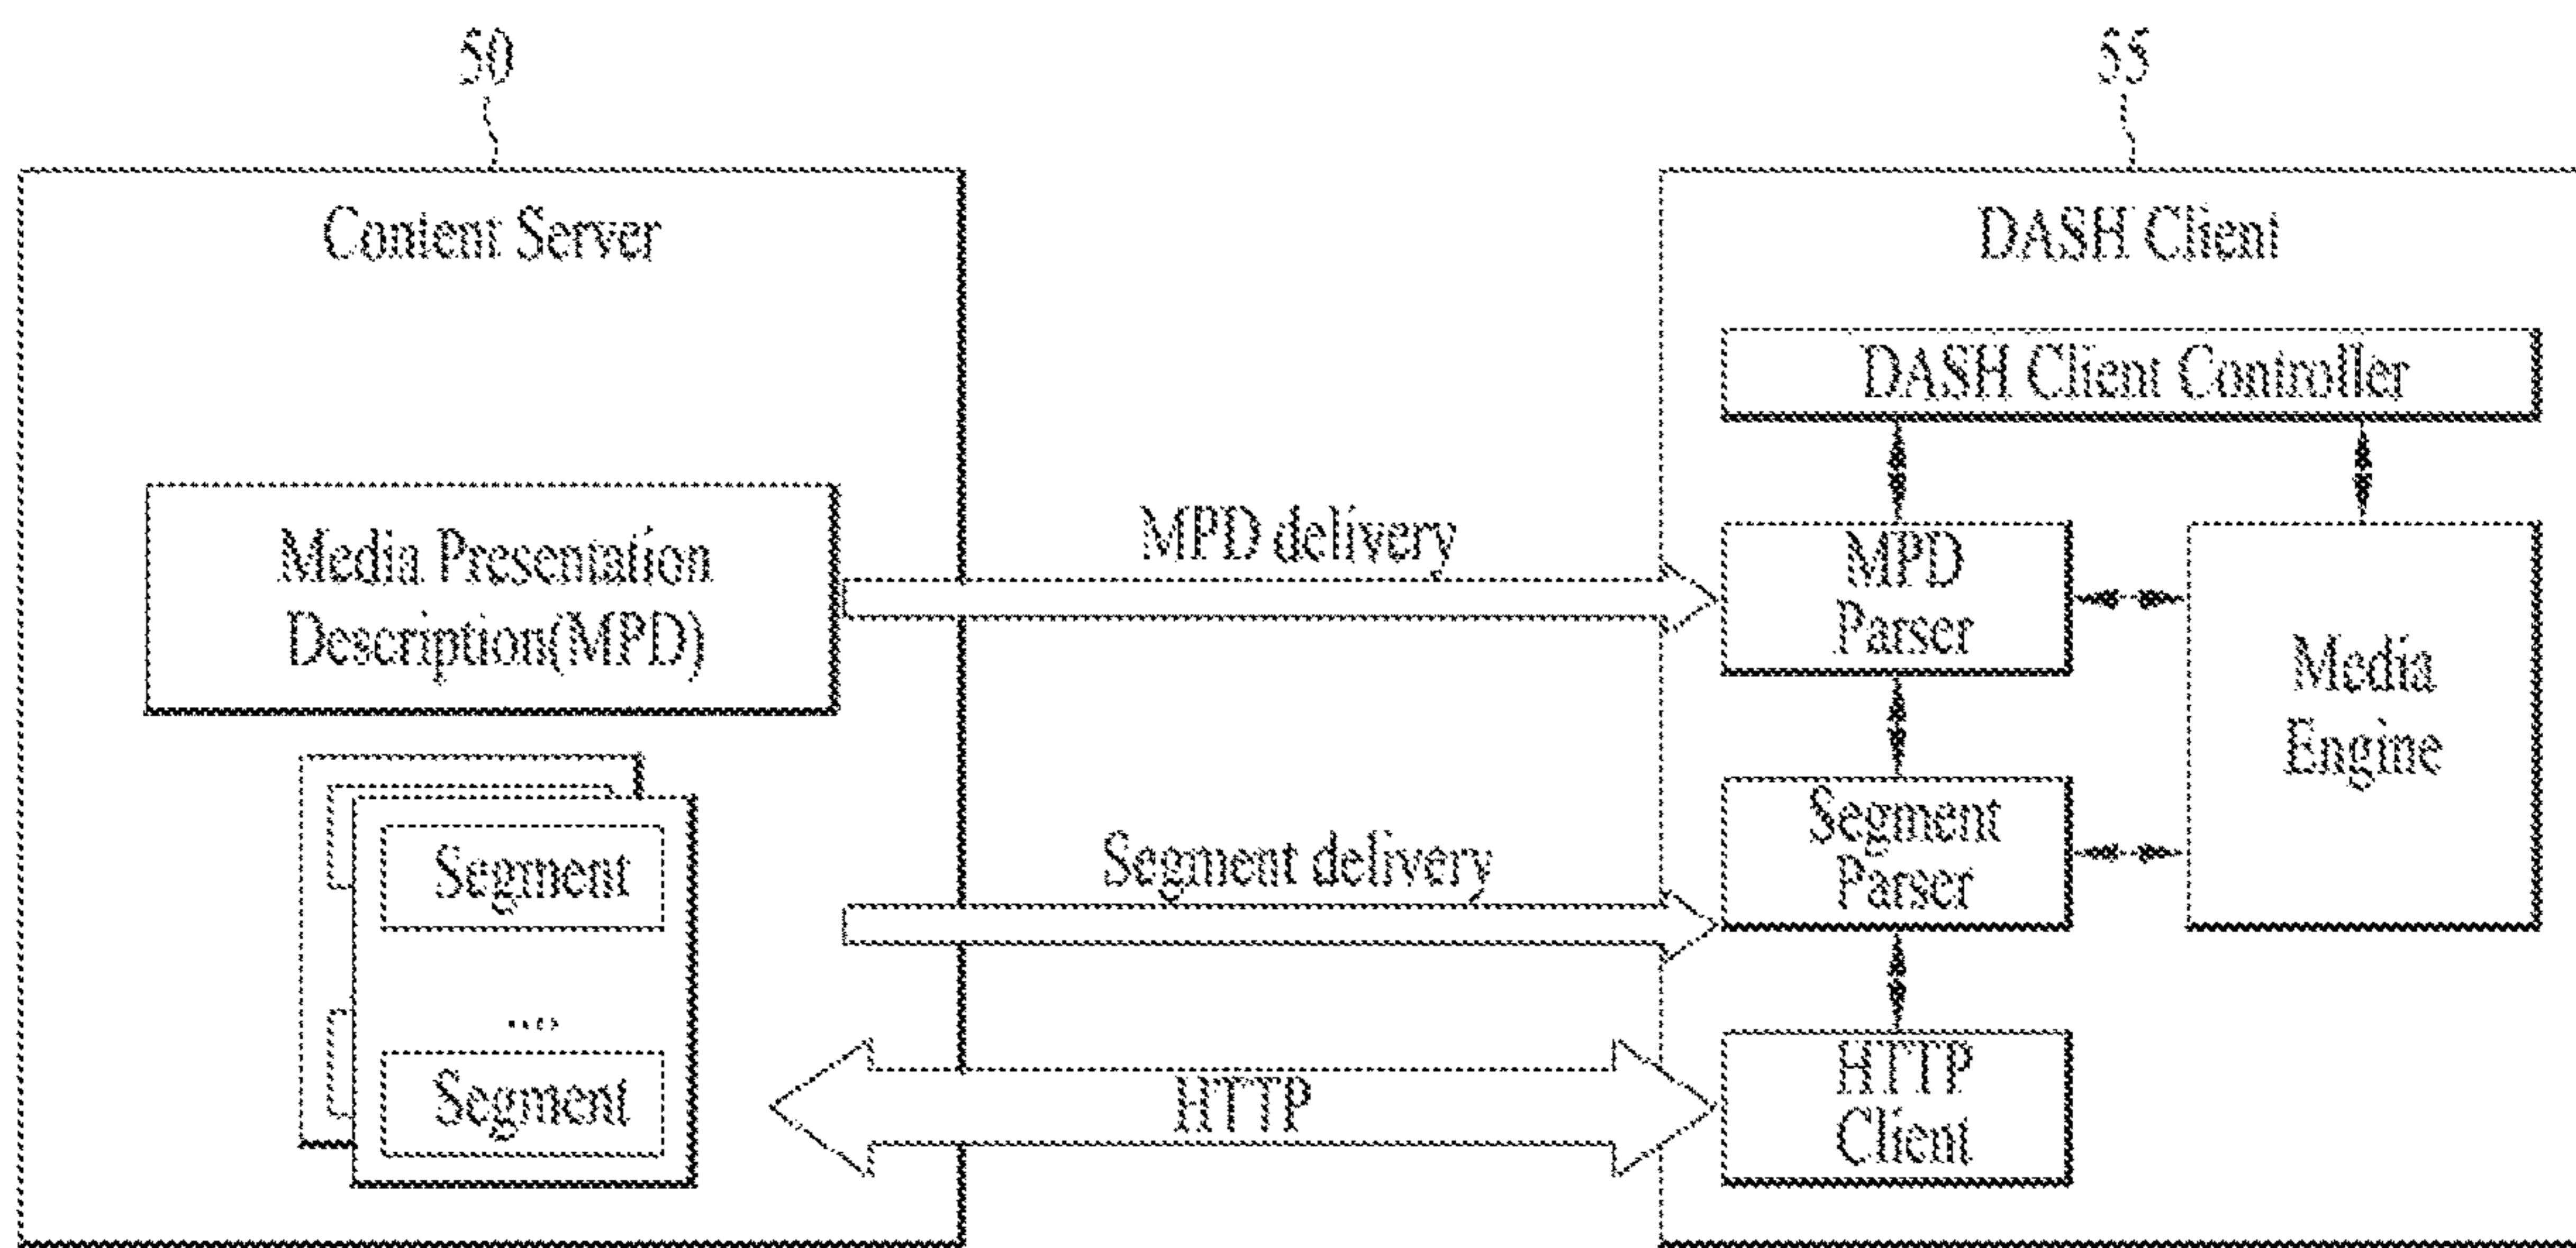 50
55
Content Server
DASH Client
DASH Client Controller
Media Presentation
Description(MPD)
MPD delivery
MPD
Parser
Media
Engine
Segment
....
Segment
Segment delivery
Segment
Parser
HTTP
HTTP
Client